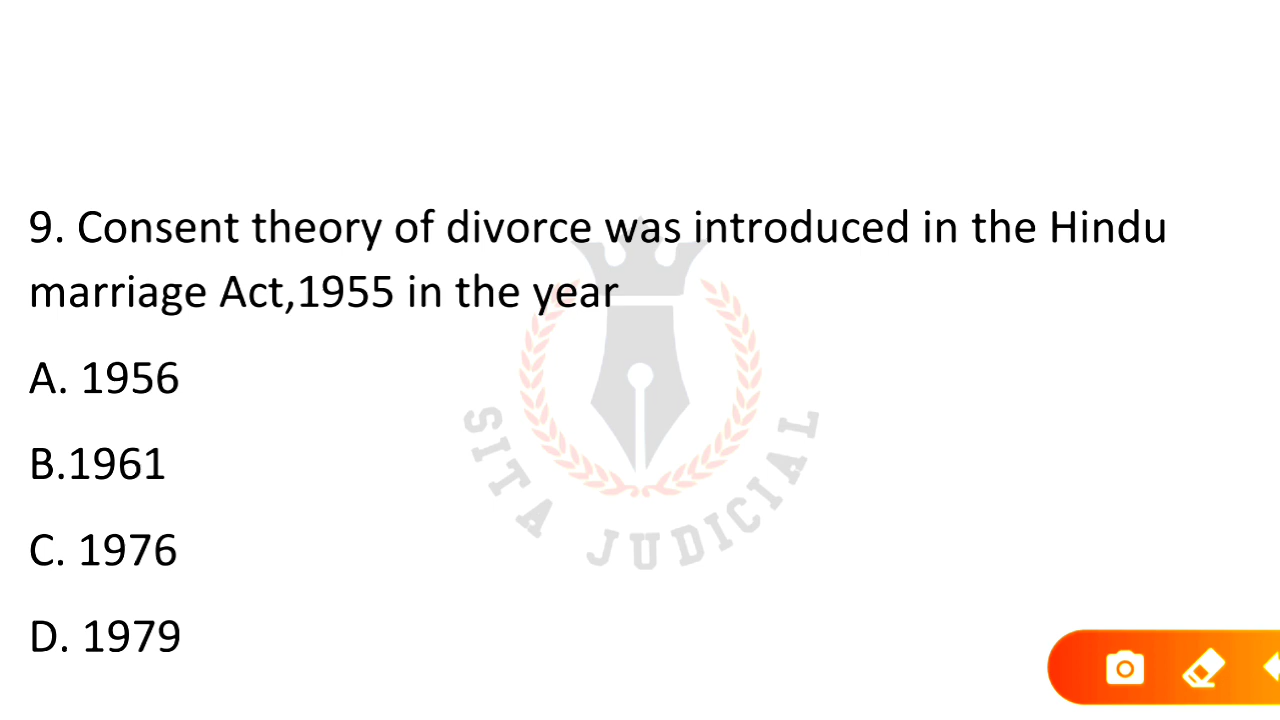 9. Consent theory of divorce was introduced in the Hindu
marriage Act,1955 in the year
A. 1956
B.1961
C. 1976
D. 1979
SITA JUDICIAL